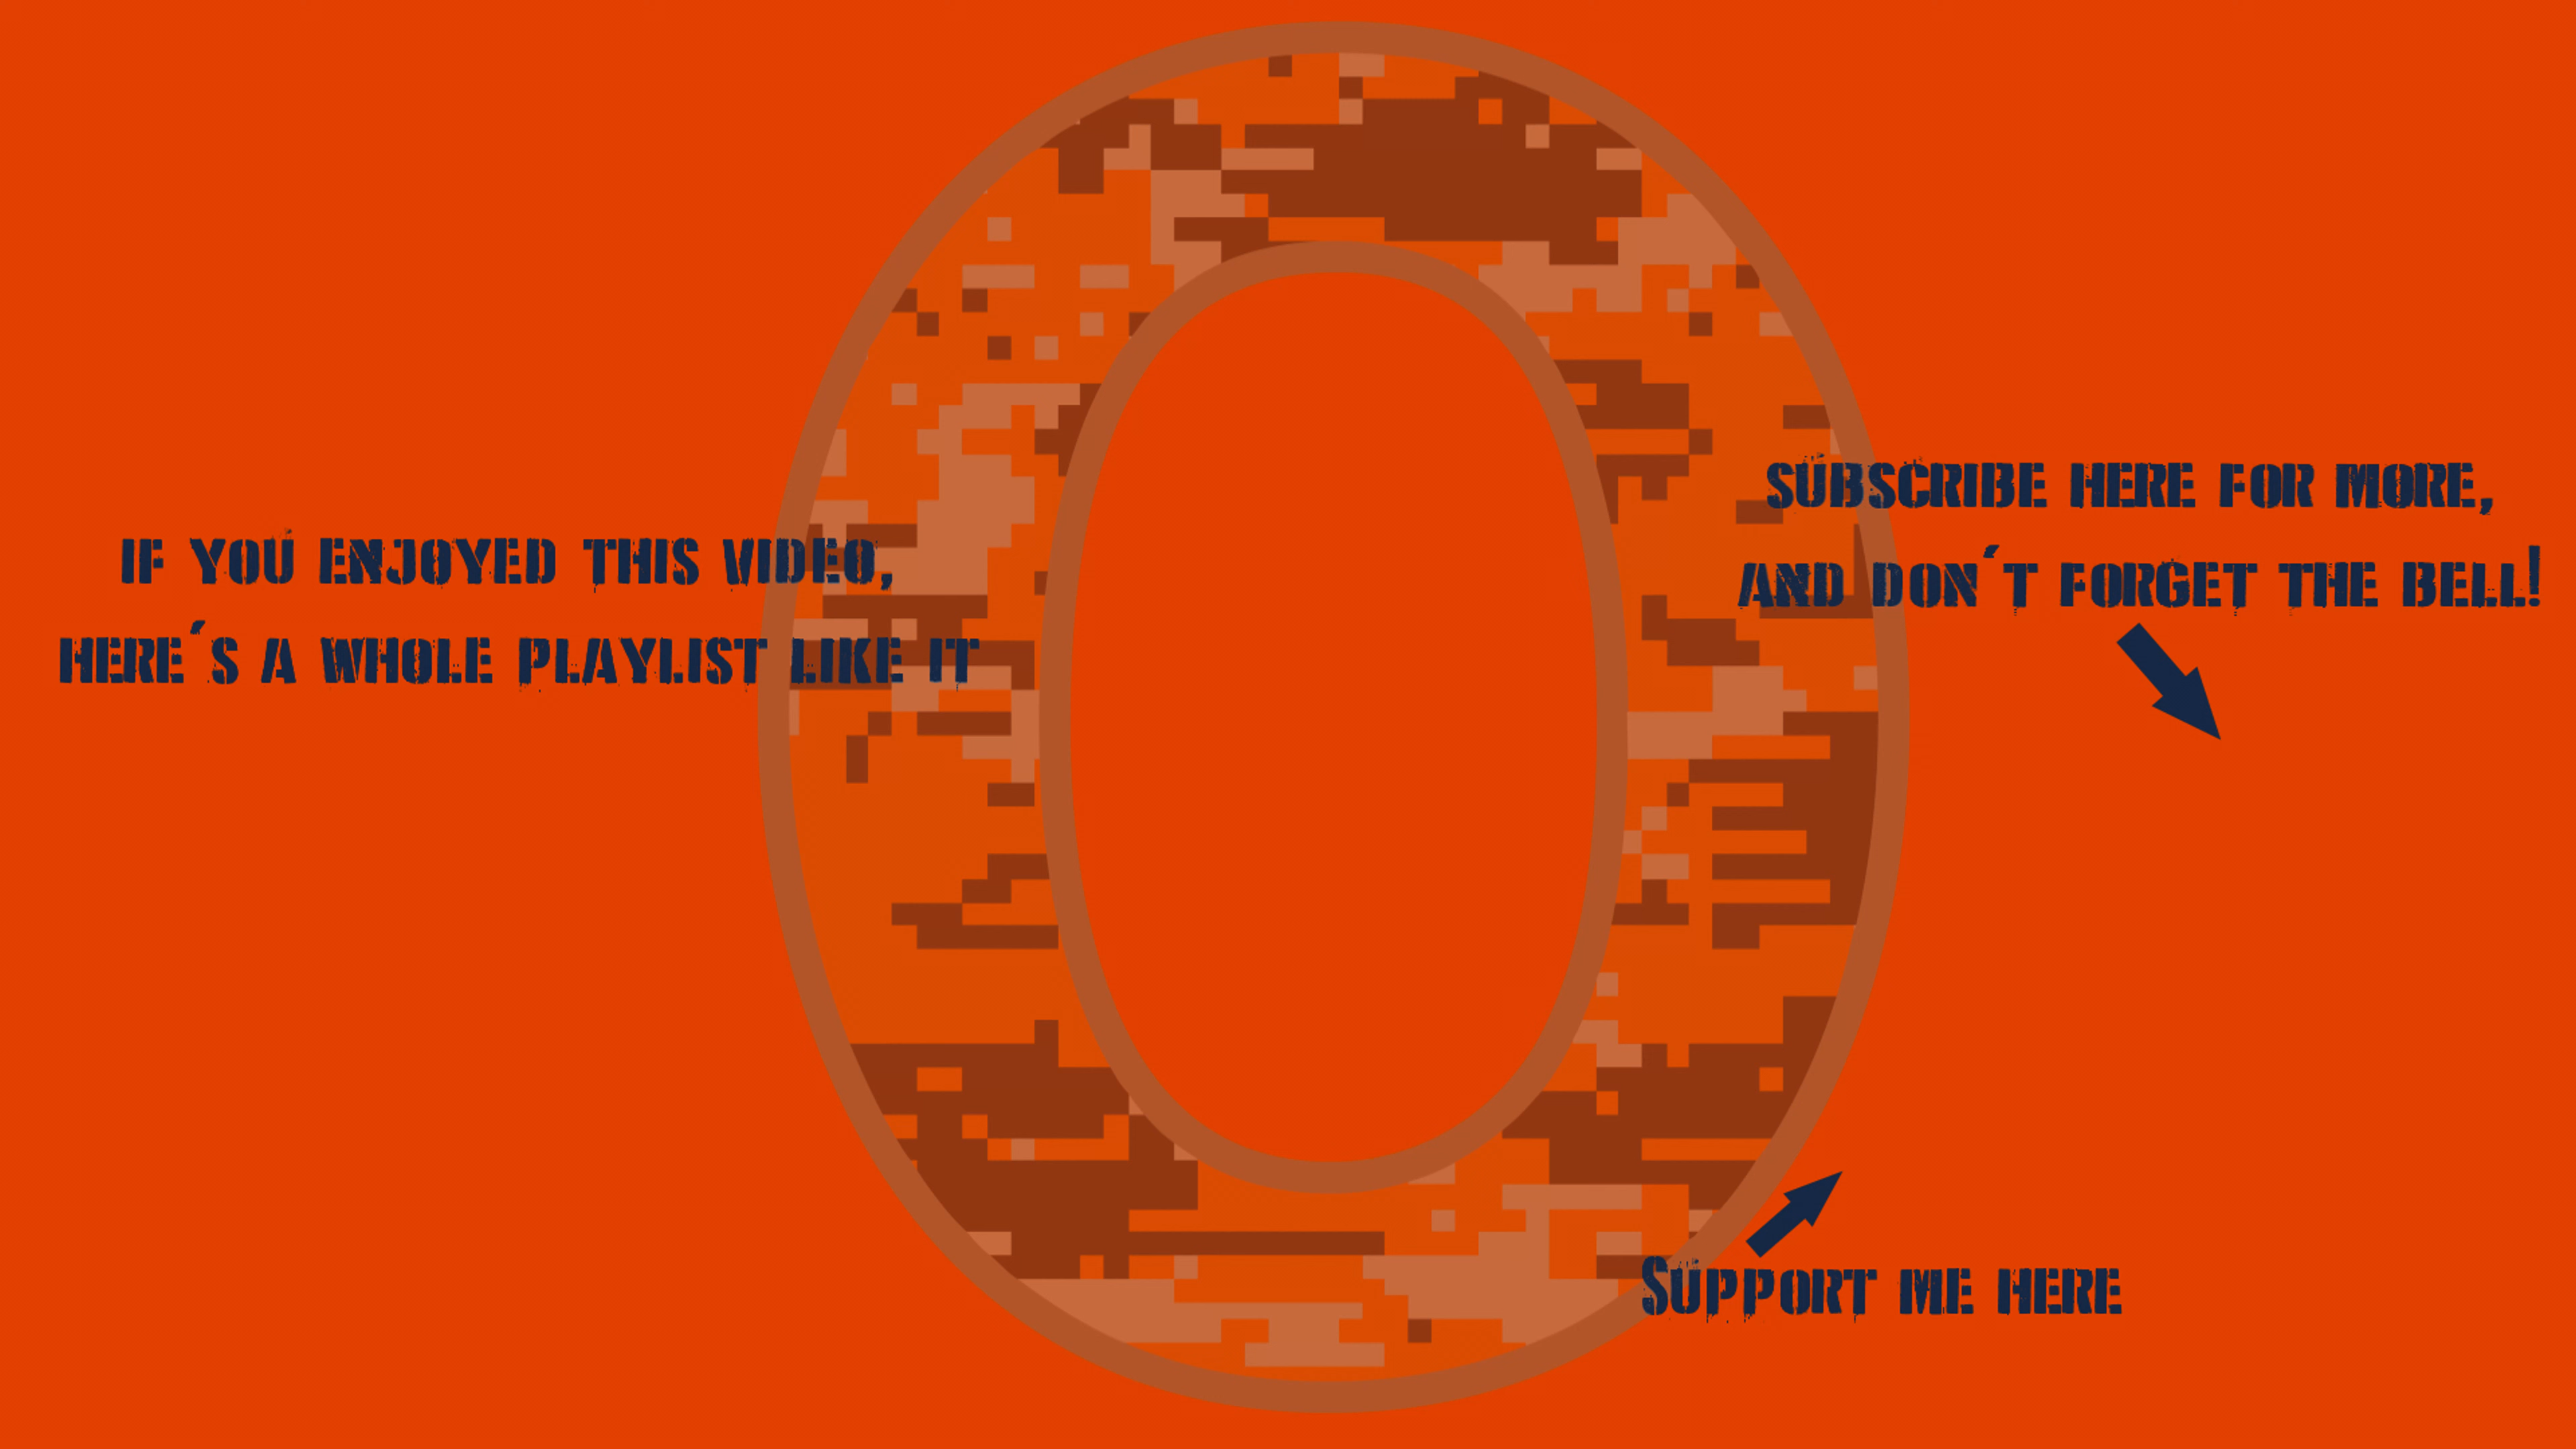 IF YOU ENJOYED THIS VIDEO,
HERE´S A WHOLE PLAYLIST LIKE IT
SUBSCRIBE HERE FOR MORE,
AND DON´T FORGET THE BELL!
SUPPORT ME HERE
O